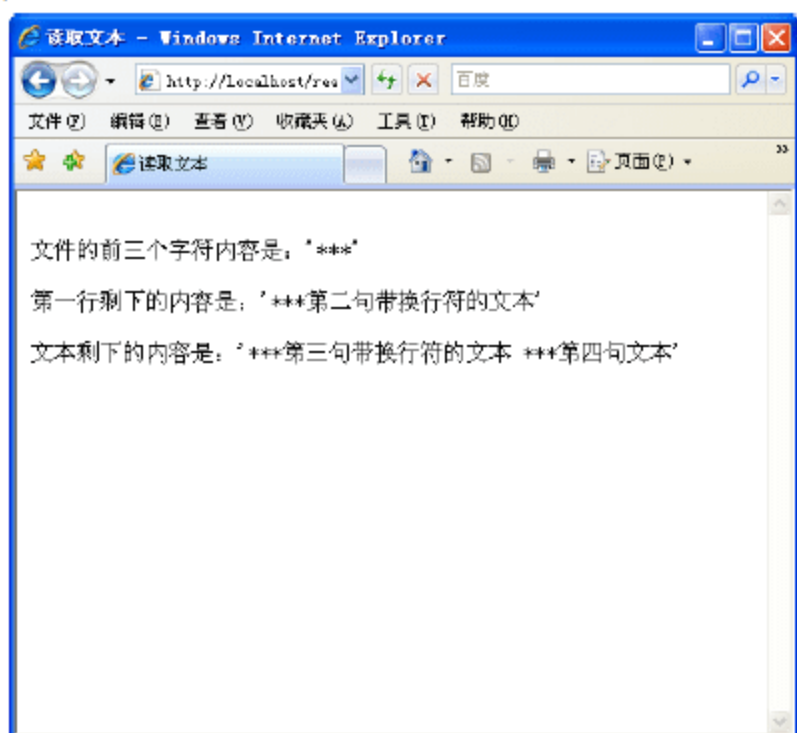 读取文本 - Windows Internet Explorer
http://localhost/rea
百度
文件(F) 编辑(E) 查看(V) 收藏夹(A) 工具(T) 帮助(H)
读取文本 页面(P) »
文件的前三个字符内容是：'***'
第一行剩下的内容是：'***第二句带换行符的文本'
文本剩下的内容是：'***第三句带换行符的文本 ***第四句文本'